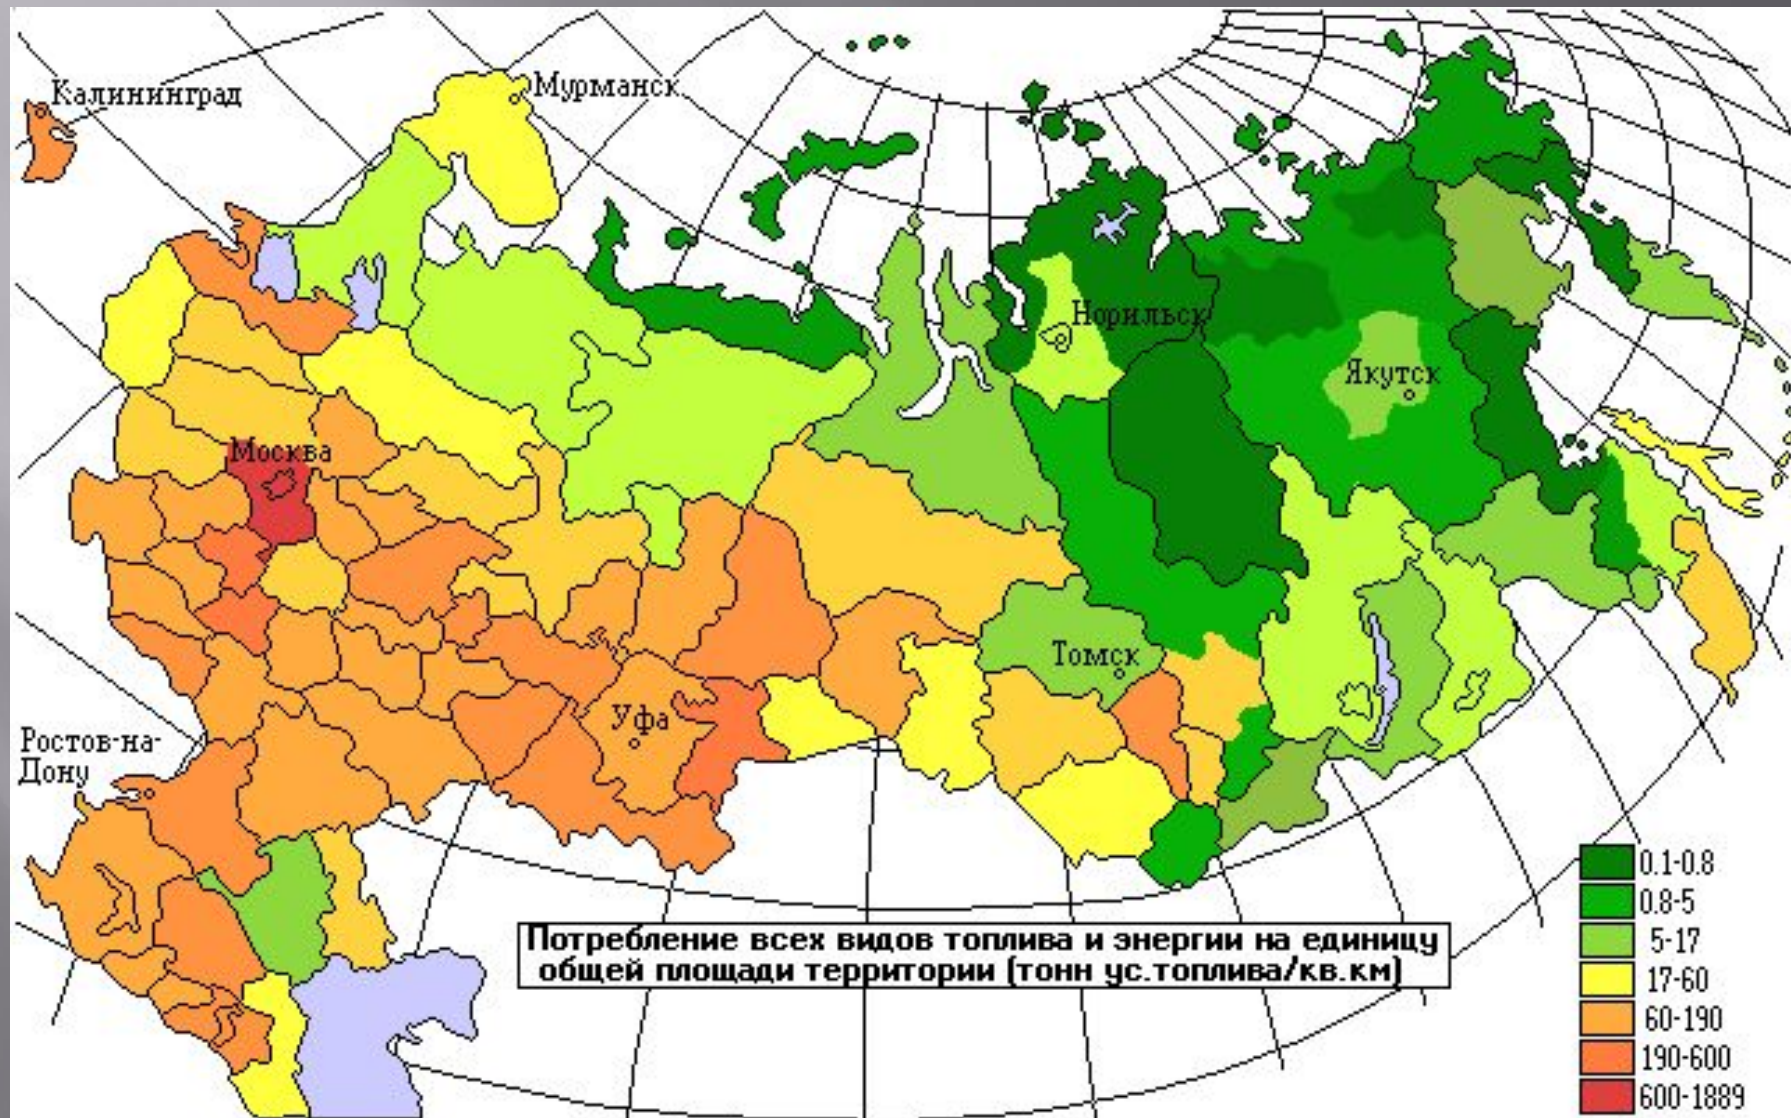 Калининград
Мурманск
Норильск
Якутск
Москва
Томск
Уфа
Ростов-на-
Дону
0.1-0.8
0.8-5
5-17
17-60
60-190
190-600
600-1889
Потребление всех видов топлива и энергии на единицу
общей площади территории (тонн ус.топлива/кв.км)